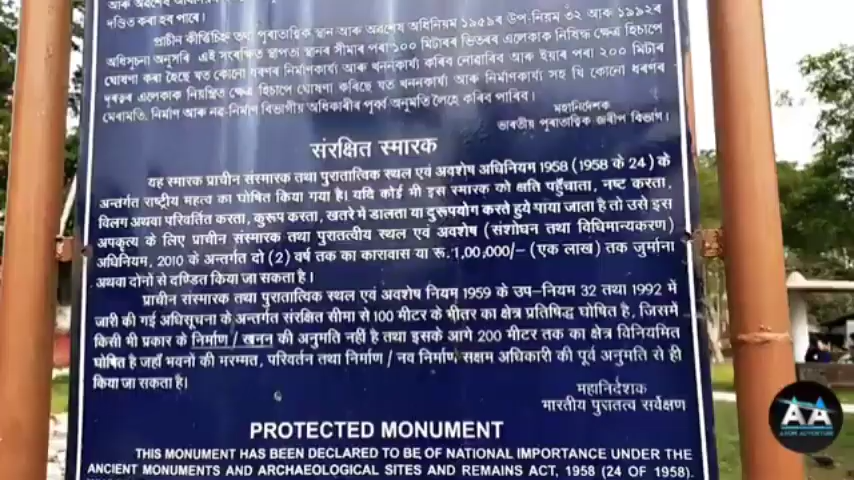 দণ্ডিত কৰা হ'ব পাৰে।
প্ৰাচীন কীৰ্ত্তিচিহ্ন তথা পুৰাতাত্বিক স্থান আৰু অৱশেষ অধিনিয়ম ১৯৫৯ৰ উপ-নিয়ম ৩২ আৰু ১৯৯২ৰ
অধিসূচনা অনুসৰি এই সংৰক্ষিত স্থাপত্য স্থানৰ সীমাৰ পৰা ১০০ মিটাৰৰ ভিতৰৰ এলেকাক নিষিদ্ধ ক্ষেত্ৰ হিচাপে
ঘোষণা কৰা হৈছে যত কোনো ধৰণৰ নিৰ্মাণকাৰ্য্য আৰু খননকাৰ্য্য কৰিব নোৱাৰিব আৰু ইয়াৰ পৰা ২০০ মিটাৰ
দূৰত্বৰ এলেকাক নিয়ন্ত্ৰিত ক্ষেত্ৰ হিচাপে ঘোষণা কৰিছে যত খননকাৰ্য্য আৰু নিৰ্মাণকাৰ্য্য সহ যি কোনো ধৰণৰ
মেৰামতি, নিৰ্মাণ আৰু নৱ-নিৰ্মাণ বিভাগীয় অধিকাৰীৰ পূৰ্ব্ব অনুমতি লৈহে কৰিব পাৰিব।
মহানিদেশক
ভাৰতীয় পুৰাতাত্বিক জৰীপ বিভাগ।
संरक्षित स्मारक
यह स्मारक प्राचीन संस्मारक तथा पुरातात्विक स्थल एवं अवशेष अधिनियम 1958 (1958 के 24) के
अन्तर्गत राष्ट्रीय महत्व का घोषित किया गया है। यदि कोई भी इस स्मारक को क्षति पहुँचाता, नष्ट करता,
विलग अथवा परिवर्तित करता, कुरूप करता, खतरे में डालता या दुरूपयोग करते हुये पाया जाता है तो उसे इस
अपकृत्य के लिए प्राचीन संस्मारक तथा पुरातत्वीय स्थल एवं अवशेष (संशोधन तथा विधिमान्यकरण)
अधिनियम, 2010 के अन्तर्गत दो (2) वर्ष तक का कारावास या रू. 1,00,000/– (एक लाख) तक जुर्माना
अथवा दोनों से दण्डित किया जा सकता है।
प्राचीन संस्मारक तथा पुरातात्विक स्थल एवं अवशेष नियम 1959 के उप–नियम 32 तथा 1992 में
जारी की गई अधिसूचना के अन्तर्गत संरक्षित सीमा से 100 मीटर के भीतर का क्षेत्र प्रतिषिद्ध घोषित है, जिसमें
किसी भी प्रकार के निर्माण / खनन की अनुमति नहीं है तथा इसके आगे 200 मीटर तक का क्षेत्र विनियमित
घोषित है जहाँ भवनों की मरम्मत, परिवर्तन तथा निर्माण / नव निर्माण सक्षम अधिकारी की पूर्व अनुमति से ही
किया जा सकता है।
महानिर्देशक
भारतीय पुरातत्व सर्वेक्षण
PROTECTED MONUMENT
THIS MONUMENT HAS BEEN DECLARED TO BE OF NATIONAL IMPORTANCE UNDER THE
ANCIENT MONUMENTS AND ARCHAEOLOGICAL SITES AND REMAINS ACT, 1958 (24 OF 1958).
AA